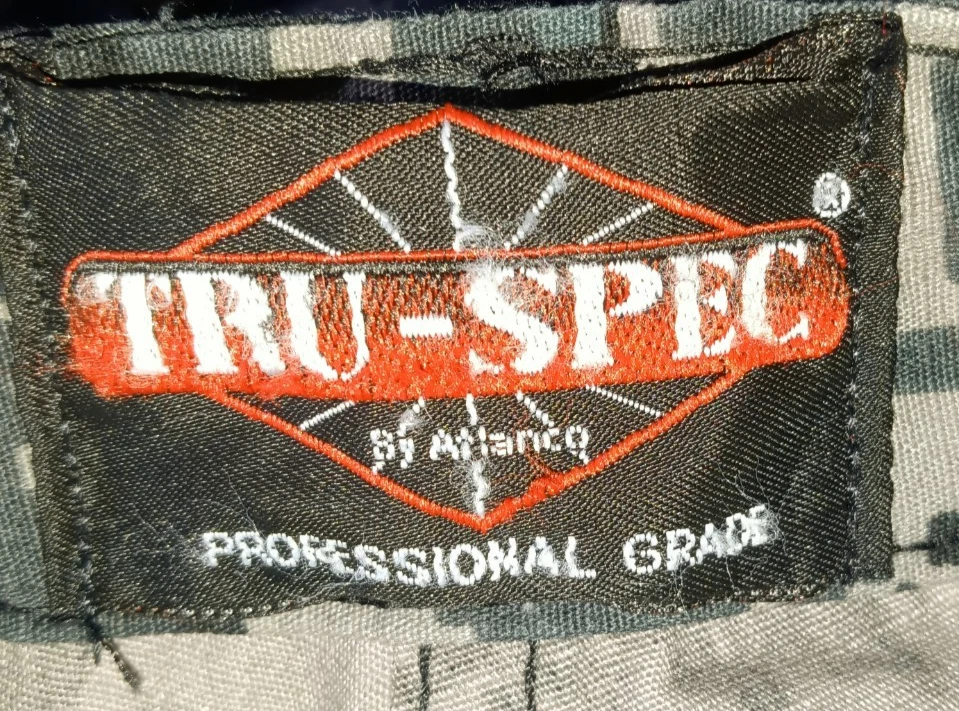 TRU-SPEC®
By Atlanco
PROFESSIONAL GRADE